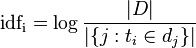 idf_i = log |D| / |{j : t_i ∈ d_j}|